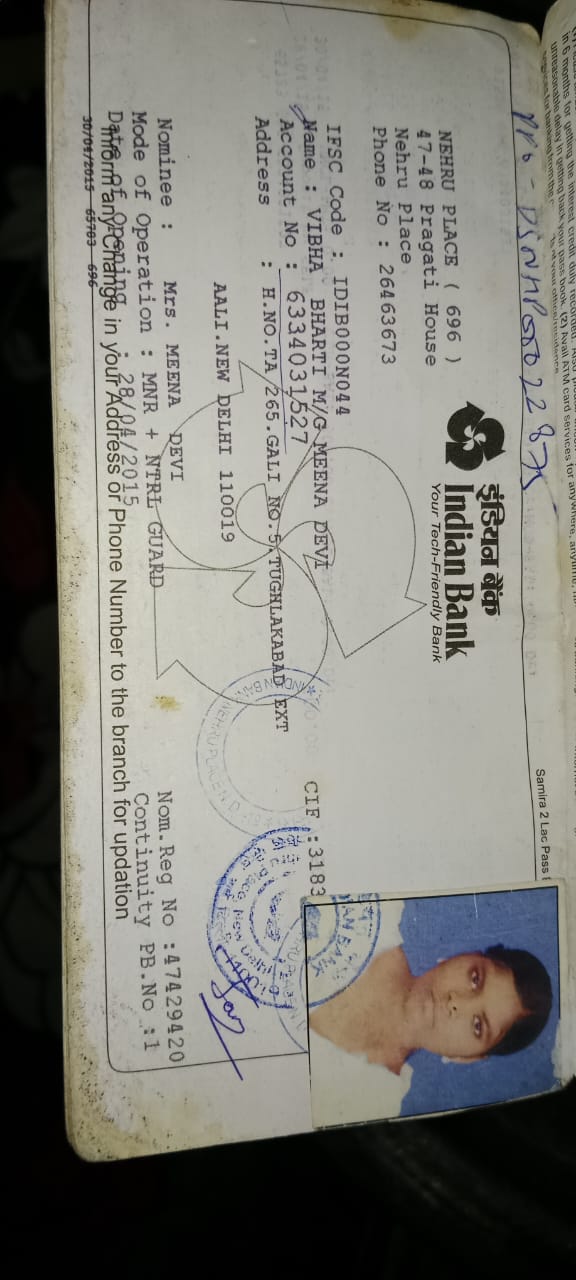 इंडियन बैंक
Indian Bank
Your Tech-Friendly Bank
Samira 2 Lac Pass
NEHRU PLACE ( 696 )
47-48 Pragati House
Nehru Place
Phone No : 26463673
IFSC Code : IDIB000N044
Name : VIBHA BHARTI M/G MEENA DEVI
CIF :3183
Account No : 6334031527
Address : H.NO.TA/265.GALI NO.5.TUGHLAKABAD EXT
AALI.NEW DELHI 110019
Nominee : Mrs. MEENA DEVI
Nom.Reg No :47429420
Mode of Operation : MNR + NTRL GUARD
Continuity PB.No :1
Date of Opening : 28/04/2015
Inform any Change in your Address or Phone Number to the branch for updation
30/04/2015 65703 696